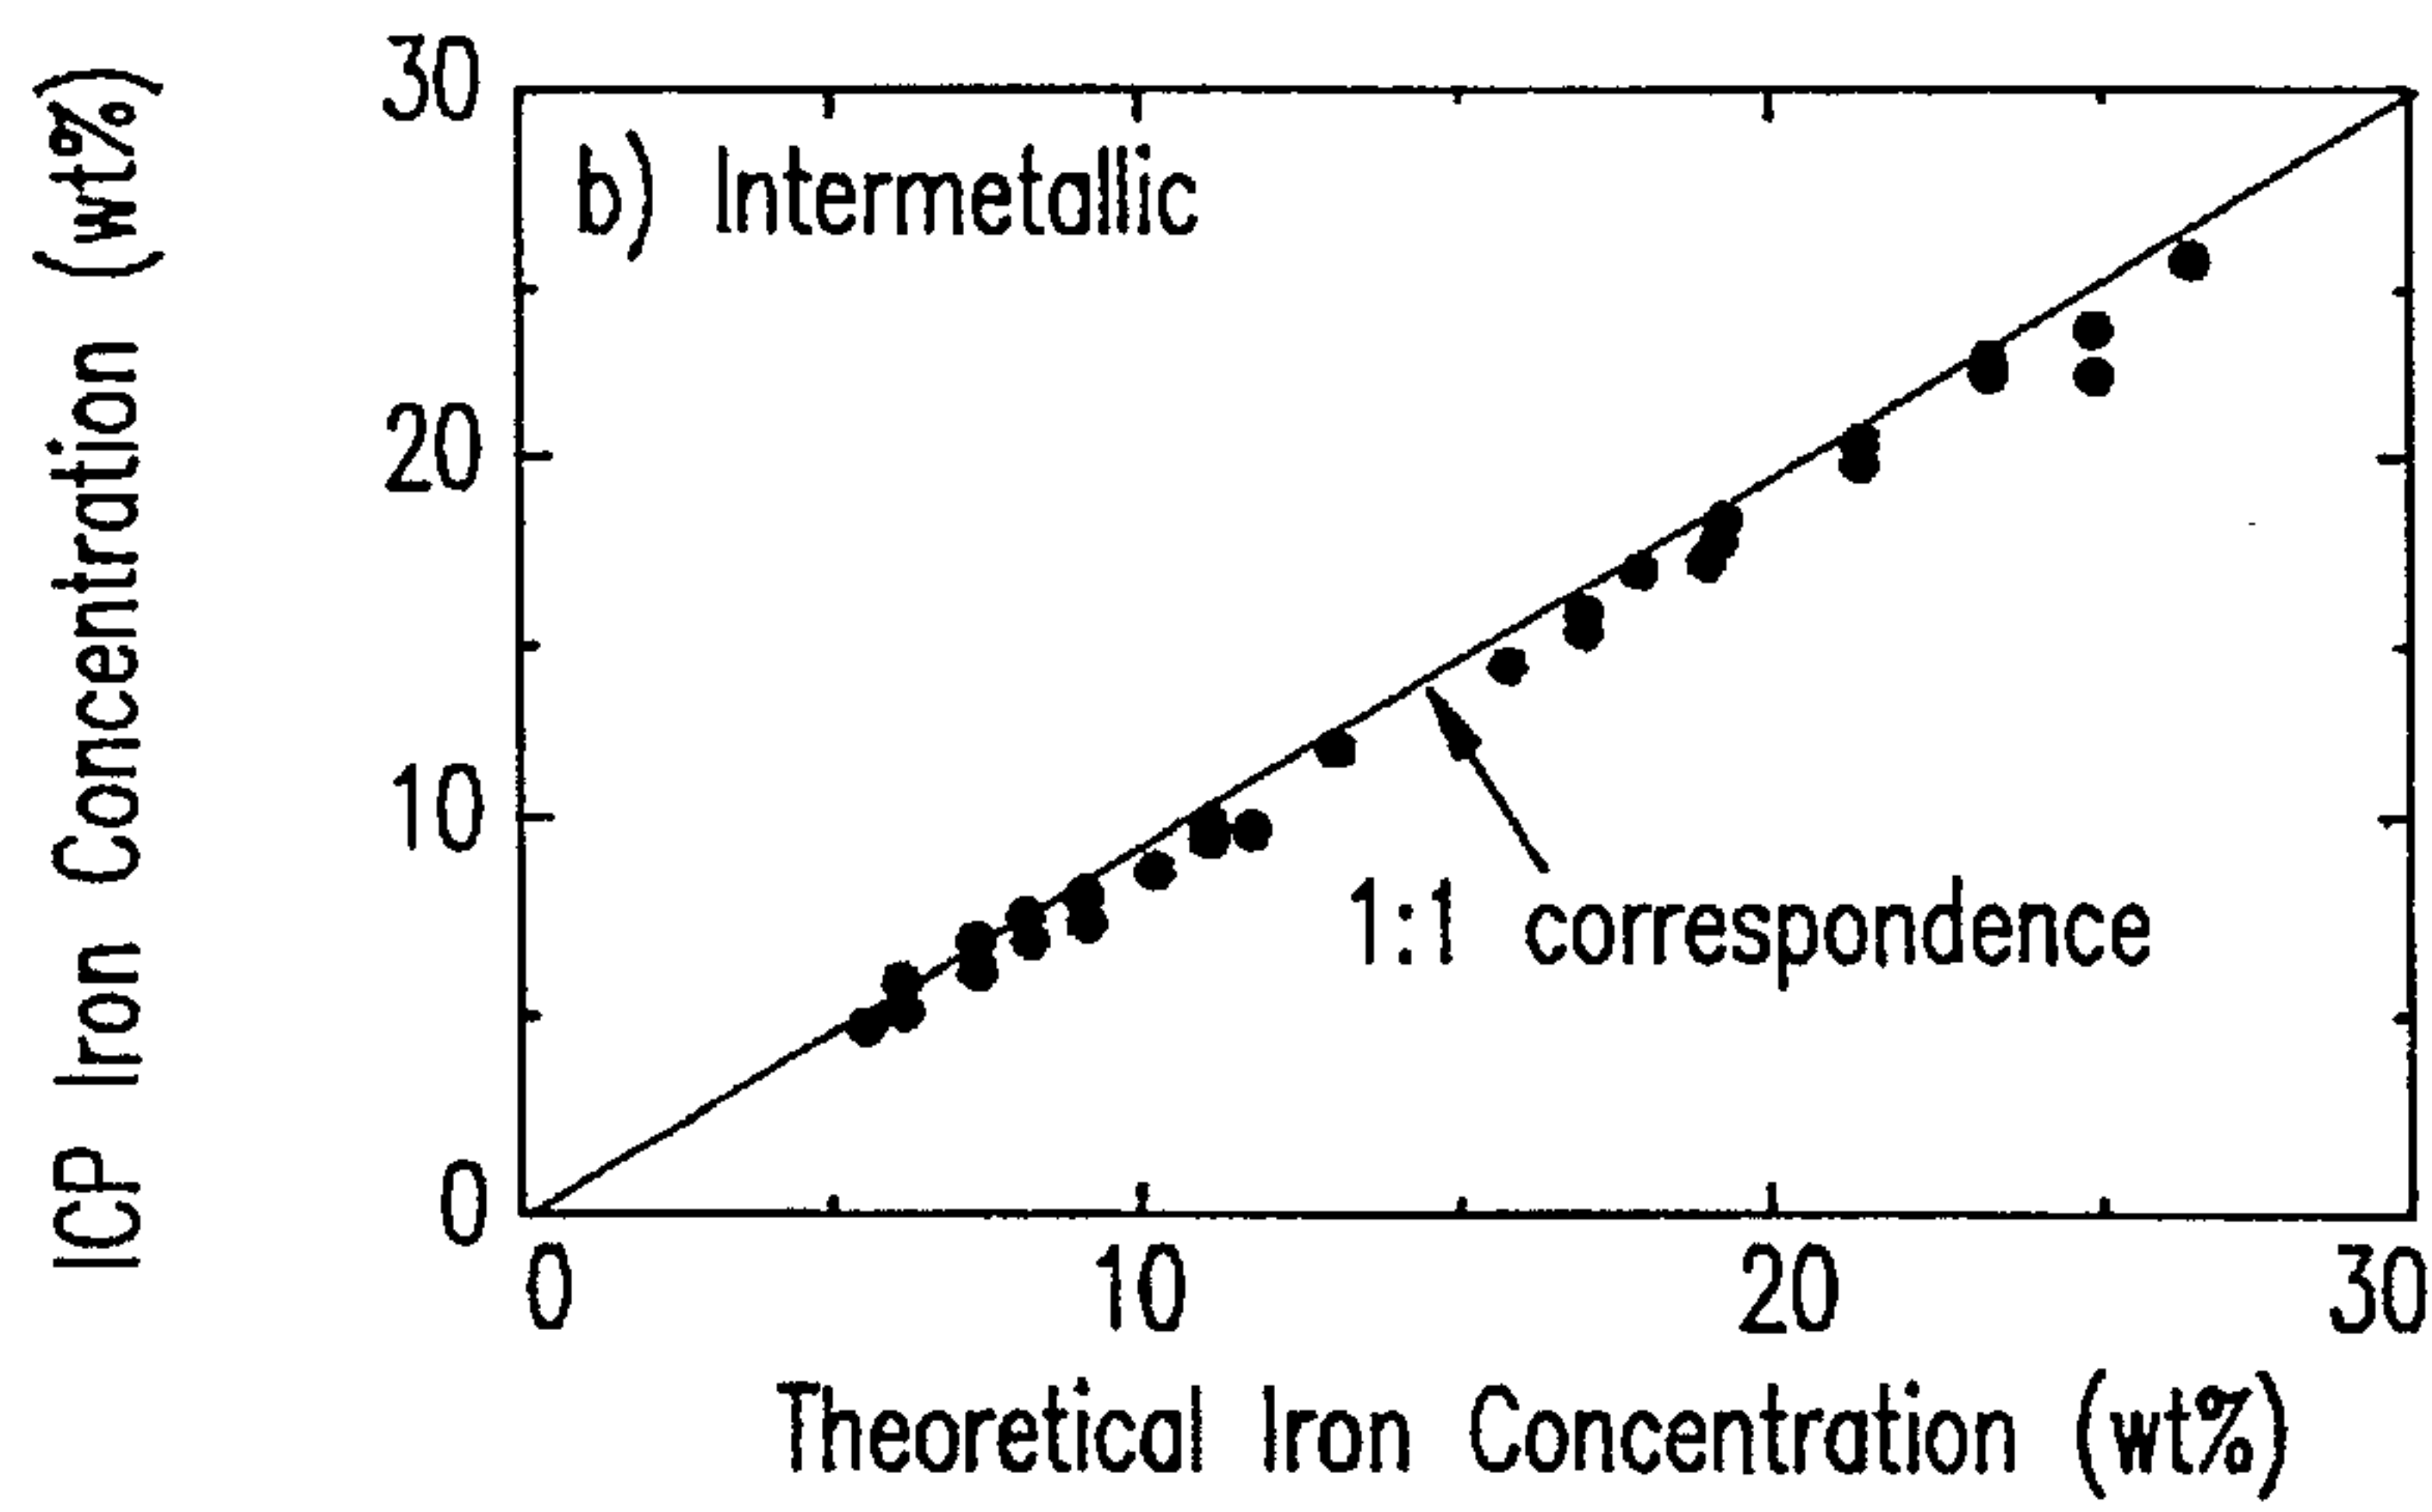 ICP Iron Concentration (wt%)
30
20
10
0
b) Intermetallic
1:1 correspondence
0 10 20 30
Theoretical Iron Concentration (wt%)